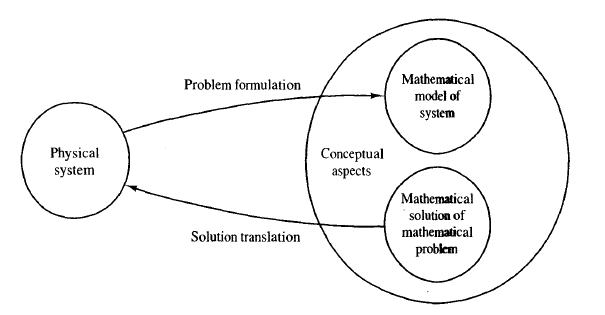 Problem formulation
Mathematical
model of
system
Physical
system
Conceptual
aspects
Mathematical
solution of
mathematical
problem
Solution translation